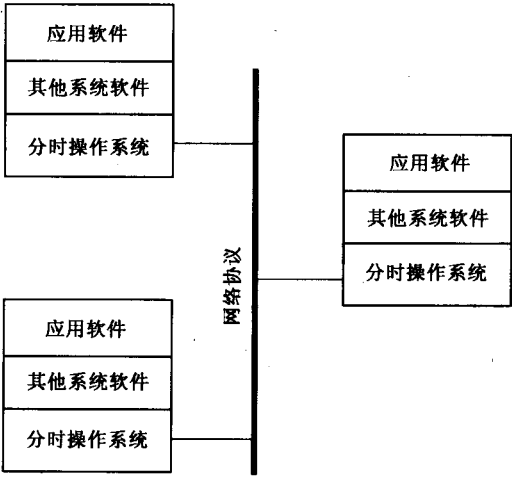 应用软件
其他系统软件
分时操作系统
网络协议
应用软件
其他系统软件
分时操作系统
应用软件
其他系统软件
分时操作系统